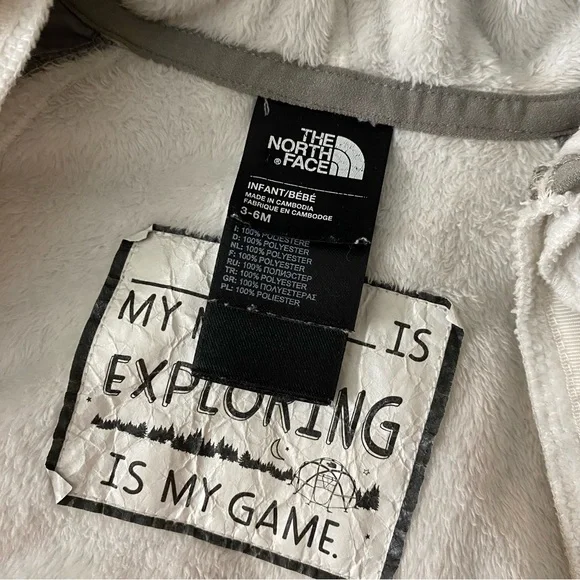 THE
NORTH
FACE
®
INFANT/BÉBÉ
MADE IN CAMBODIA
FABRIQUE EN CAMBODGE
3-6M
I: 100% POLIESTERE
D: 100% POLYESTER
NL: 100% POLYESTER
F: 100% POLYESTER
RU: 100% ПОЛИЭСТЕР
TR: 100% POLYESTER
GR: 100% ΠΟΛΥΕΣΤΕΡΑΣ
PL: 100% POLIESTER
MY IS
EXPLORING
IS MY GAME.